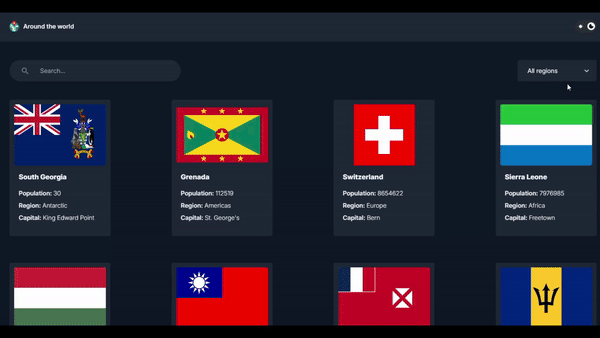 Around the world
Search...
All regions
South Georgia
Population: 30
Region: Antarctic
Capital: King Edward Point
Grenada
Population: 112519
Region: Americas
Capital: St. George's
Switzerland
Population: 8654622
Region: Europe
Capital: Bern
Sierra Leone
Population: 7976985
Region: Africa
Capital: Freetown